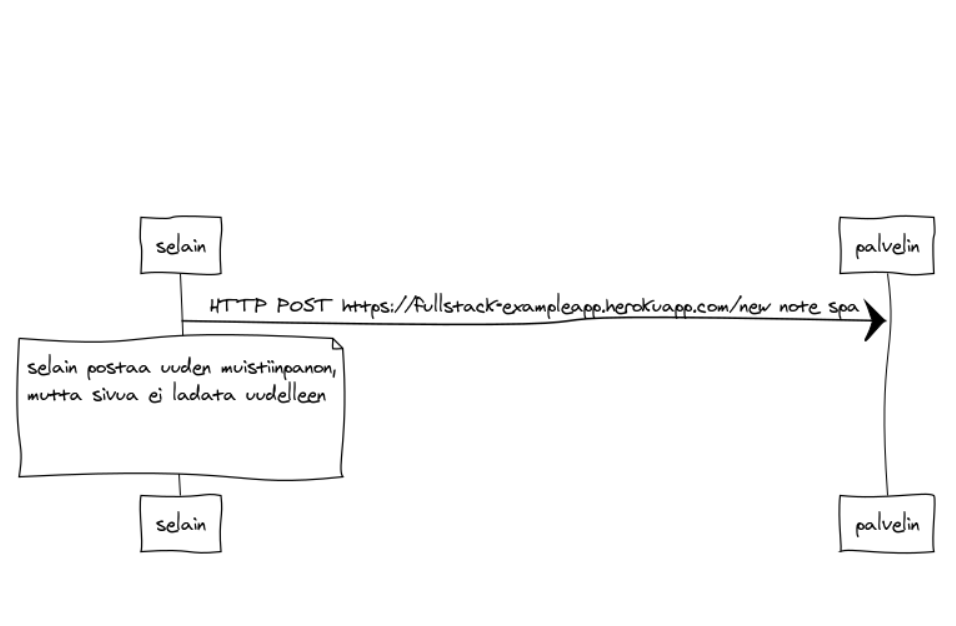 selain
palvelin
HTTP POST https://fullstack-exampleapp.herokuapp.com/new note spa
selain postaa uuden muistiinpanon,
mutta sivua ei ladata uudelleen
selain
palvelin